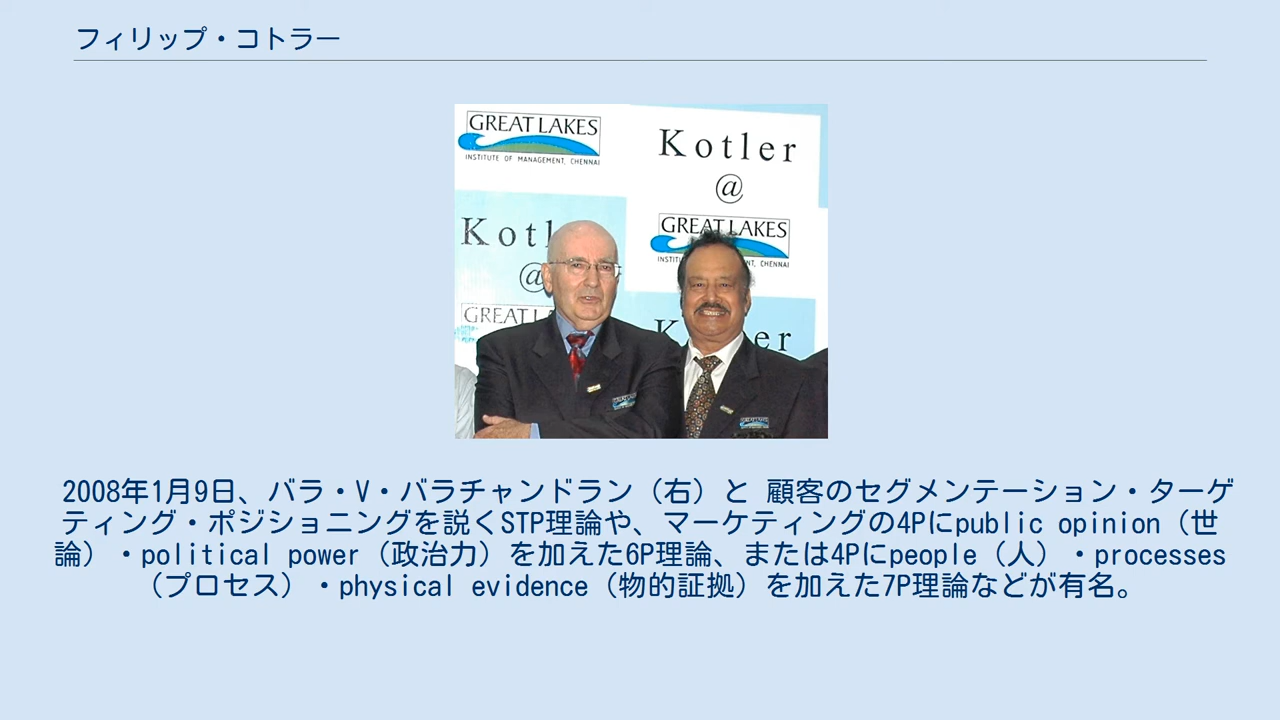 フィリップ・コトラー
GREAT LAKES
INSTITUTE OF MANAGEMENT, CHENNAI
Kotler
@
GREAT LAKES
Kotl
@
GREAT LAKES
2008年1月9日、バラ・V・バラチャンドラン（右）と 顧客のセグメンテーション・ターゲ
ティング・ポジショニングを説くSTP理論や、マーケティングの4Pにpublic opinion（世
論）・political power（政治力）を加えた6P理論、または4Pにpeople（人）・processes
（プロセス）・physical evidence（物的証拠）を加えた7P理論などが有名。